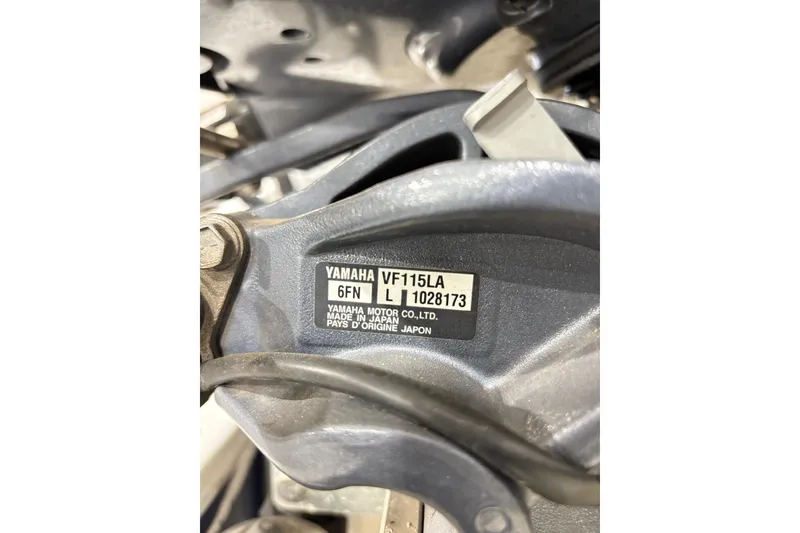 YAMAHA VF115LA
6FN L 1028173
YAMAHA MOTOR CO.,LTD.
MADE IN JAPAN
PAYS D'ORIGINE JAPON